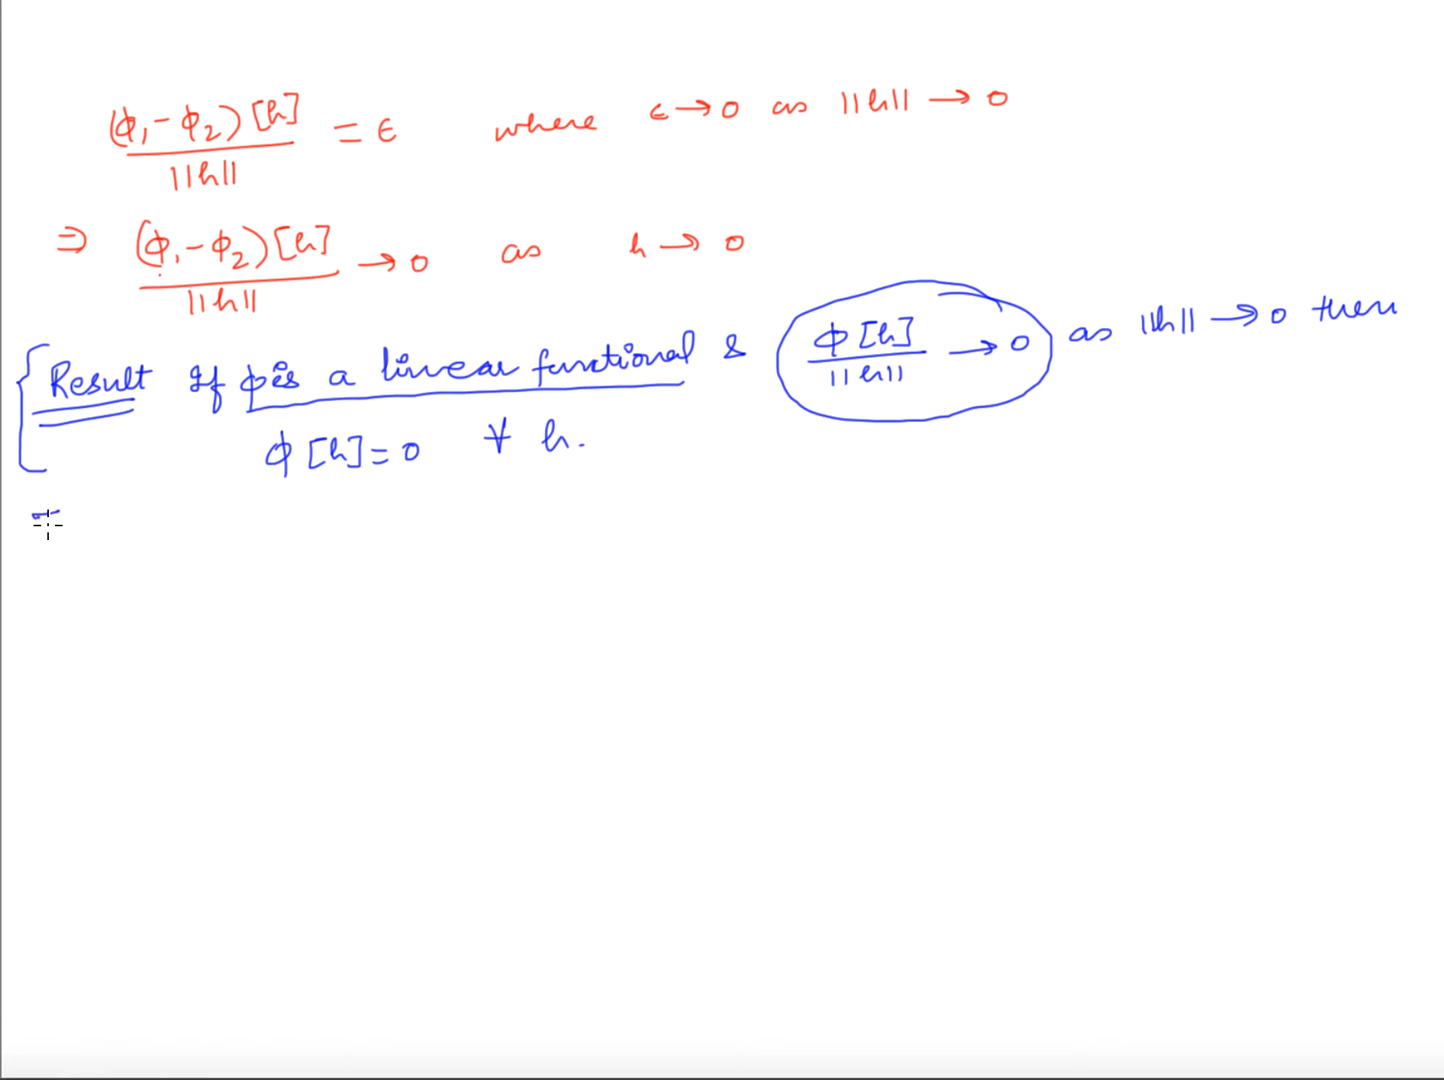 (ϕ₁-ϕ₂)[h] / ||h|| = ϵ where ϵ→0 as ||h|| → 0
⇒ (ϕ₁-ϕ₂)[h] / ||h|| → 0 as h → 0
Result If ϕ is a linear functional & ϕ[h] / ||h|| → 0 as ||h|| → 0 then
ϕ[h] = 0 ∀ h.